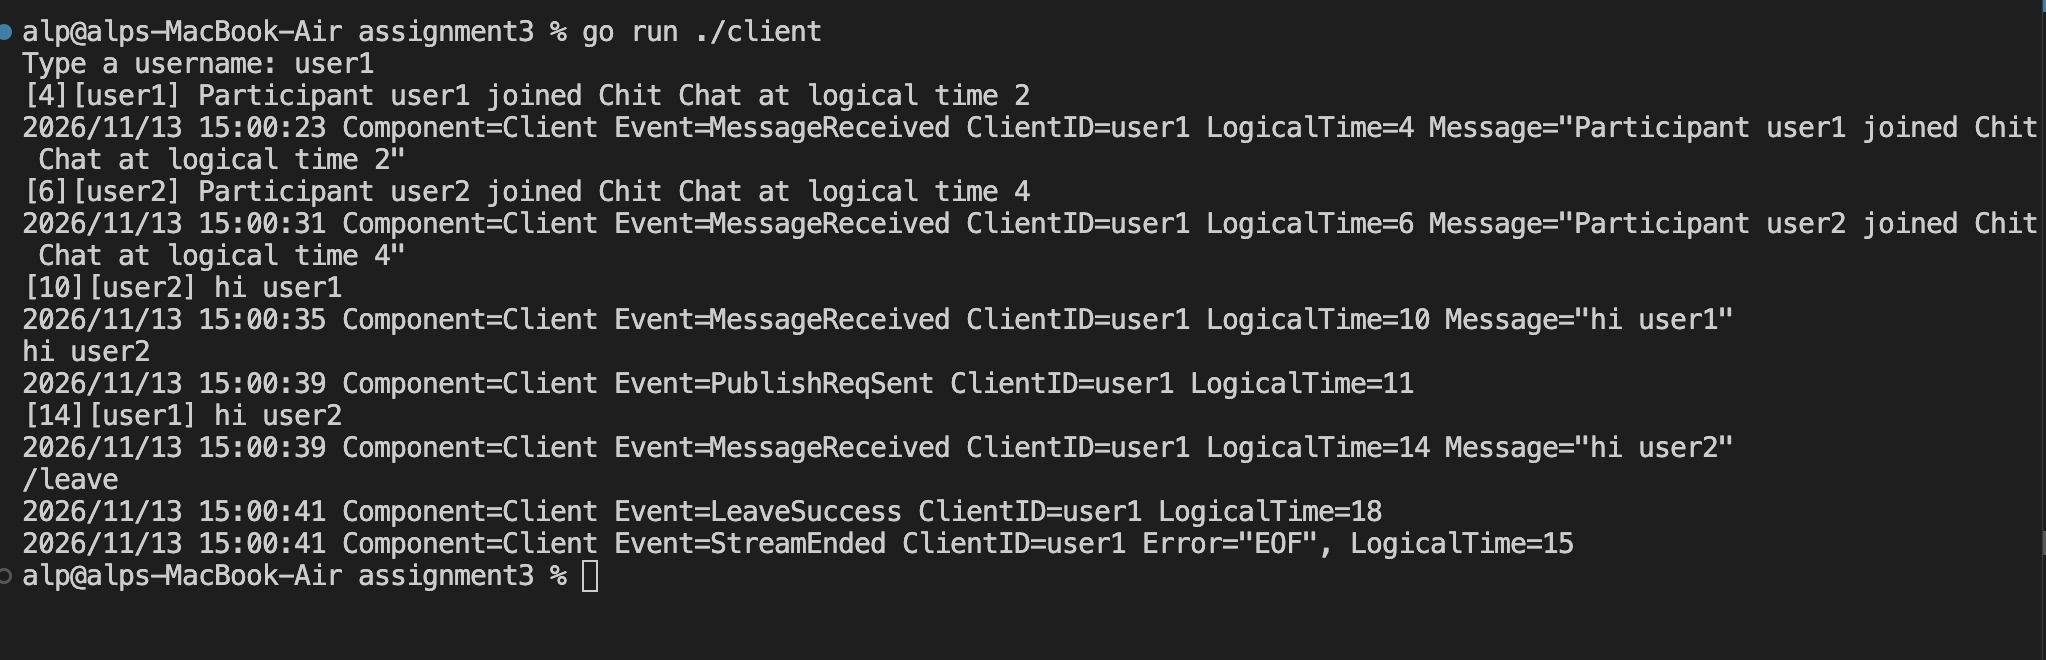 alp@alps-MacBook-Air assignment3 % go run ./client
Type a username: user1
[4][user1] Participant user1 joined Chit Chat at logical time 2
2026/11/13 15:00:23 Component=Client Event=MessageReceived ClientID=user1 LogicalTime=4 Message="Participant user1 joined Chit
 Chat at logical time 2"
[6][user2] Participant user2 joined Chit Chat at logical time 4
2026/11/13 15:00:31 Component=Client Event=MessageReceived ClientID=user1 LogicalTime=6 Message="Participant user2 joined Chit
 Chat at logical time 4"
[10][user2] hi user1
2026/11/13 15:00:35 Component=Client Event=MessageReceived ClientID=user1 LogicalTime=10 Message="hi user1"
hi user2
2026/11/13 15:00:39 Component=Client Event=PublishReqSent ClientID=user1 LogicalTime=11
[14][user1] hi user2
2026/11/13 15:00:39 Component=Client Event=MessageReceived ClientID=user1 LogicalTime=14 Message="hi user2"
/leave
2026/11/13 15:00:41 Component=Client Event=LeaveSuccess ClientID=user1 LogicalTime=18
2026/11/13 15:00:41 Component=Client Event=StreamEnded ClientID=user1 Error="EOF", LogicalTime=15
alp@alps-MacBook-Air assignment3 %